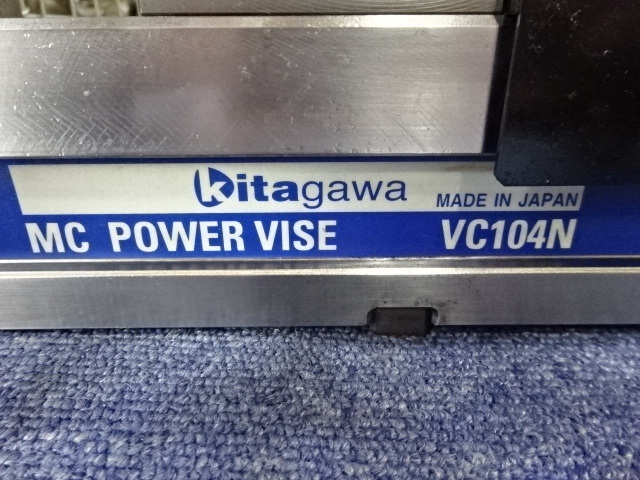 kitagawa MADE IN JAPAN
MC POWER VISE VC104N